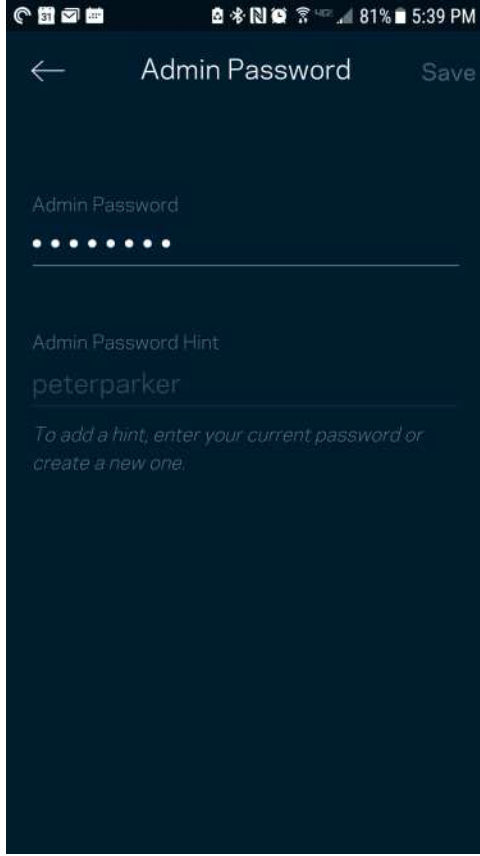 31 81% 5:39 PM
Admin Password Save
Admin Password
••••••••
Admin Password Hint
peterparker
To add a hint, enter your current password or
create a new one.